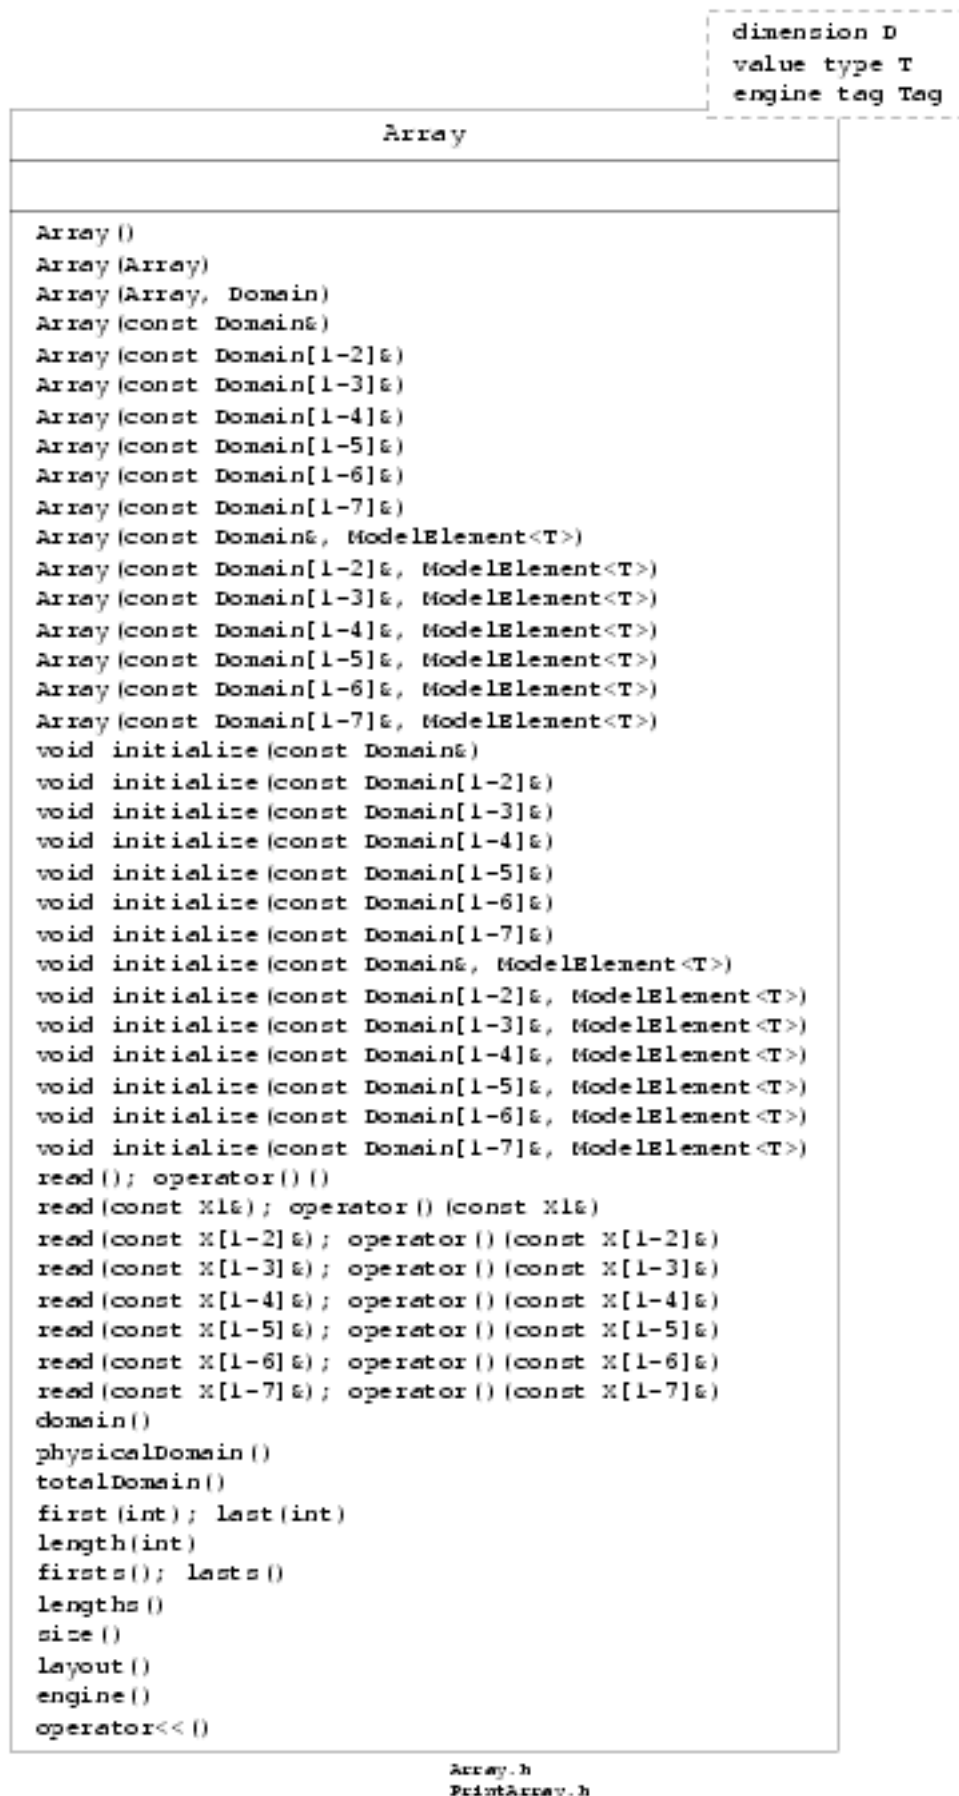 dimension D
value type T
engine tag Tag
Array
Array()
Array(Array)
Array(Array, Domain)
Array(const Domain&)
Array(const Domain[1-2]&)
Array(const Domain[1-3]&)
Array(const Domain[1-4]&)
Array(const Domain[1-5]&)
Array(const Domain[1-6]&)
Array(const Domain[1-7]&)
Array(const Domain&, ModelElement<T>)
Array(const Domain[1-2]&, ModelElement<T>)
Array(const Domain[1-3]&, ModelElement<T>)
Array(const Domain[1-4]&, ModelElement<T>)
Array(const Domain[1-5]&, ModelElement<T>)
Array(const Domain[1-6]&, ModelElement<T>)
Array(const Domain[1-7]&, ModelElement<T>)
void initialize(const Domain&)
void initialize(const Domain[1-2]&)
void initialize(const Domain[1-3]&)
void initialize(const Domain[1-4]&)
void initialize(const Domain[1-5]&)
void initialize(const Domain[1-6]&)
void initialize(const Domain[1-7]&)
void initialize(const Domain&, ModelElement<T>)
void initialize(const Domain[1-2]&, ModelElement<T>)
void initialize(const Domain[1-3]&, ModelElement<T>)
void initialize(const Domain[1-4]&, ModelElement<T>)
void initialize(const Domain[1-5]&, ModelElement<T>)
void initialize(const Domain[1-6]&, ModelElement<T>)
void initialize(const Domain[1-7]&, ModelElement<T>)
read(); operator()()
read(const X1&); operator()(const X1&)
read(const X[1-2]&); operator()(const X[1-2]&)
read(const X[1-3]&); operator()(const X[1-3]&)
read(const X[1-4]&); operator()(const X[1-4]&)
read(const X[1-5]&); operator()(const X[1-5]&)
read(const X[1-6]&); operator()(const X[1-6]&)
read(const X[1-7]&); operator()(const X[1-7]&)
domain()
physicalDomain()
totalDomain()
first(int); last(int)
length(int)
firsts(); lasts()
lengths()
size()
layout()
engine()
operator<<()
Array.h
PrintArray.h